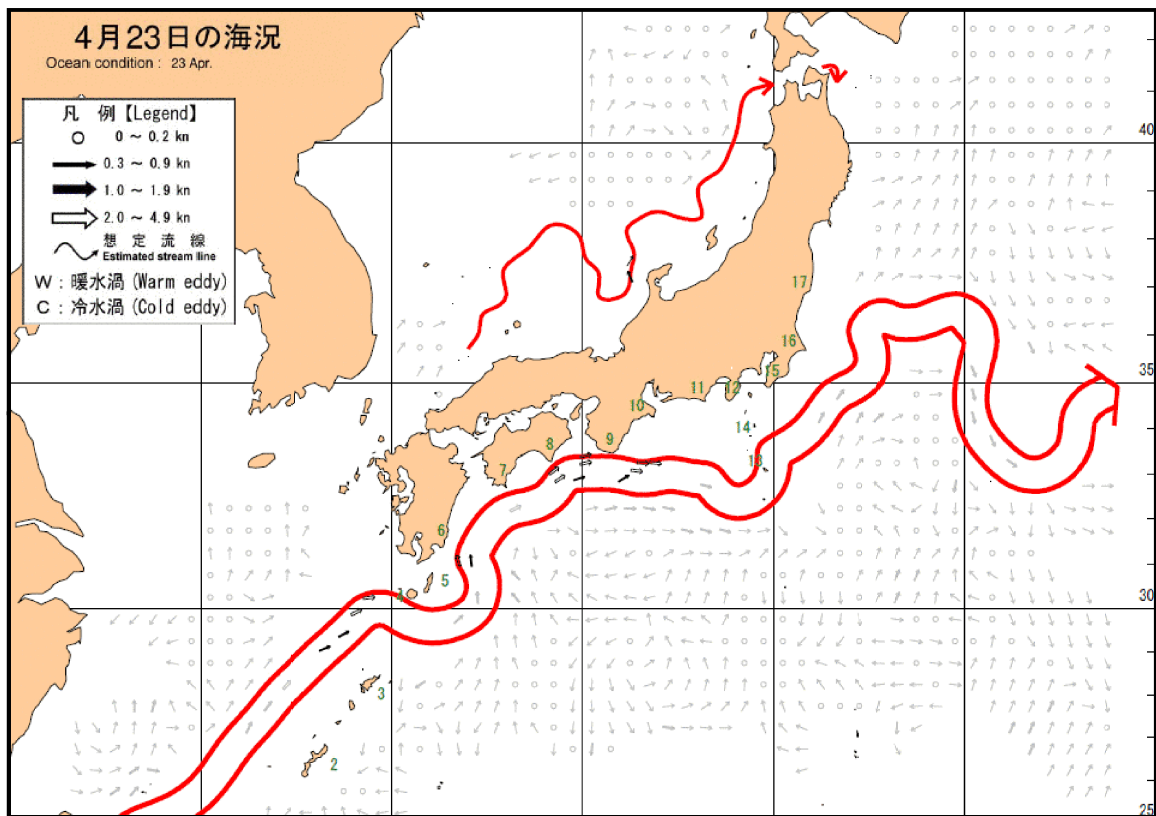 4月23日の海況
Ocean condition : 23 Apr.
凡 例【Legend】
0 ～ 0.2 kn
0.3 ～ 0.9 kn
1.0 ～ 1.9 kn
2.0 ～ 4.9 kn
想 定 流 線
Estimated stream line
W : 暖水渦 (Warm eddy)
C : 冷水渦 (Cold eddy)
40
17
16
35
15
12
11
10
14
9
8
13
7
6
5
30
3
2
25